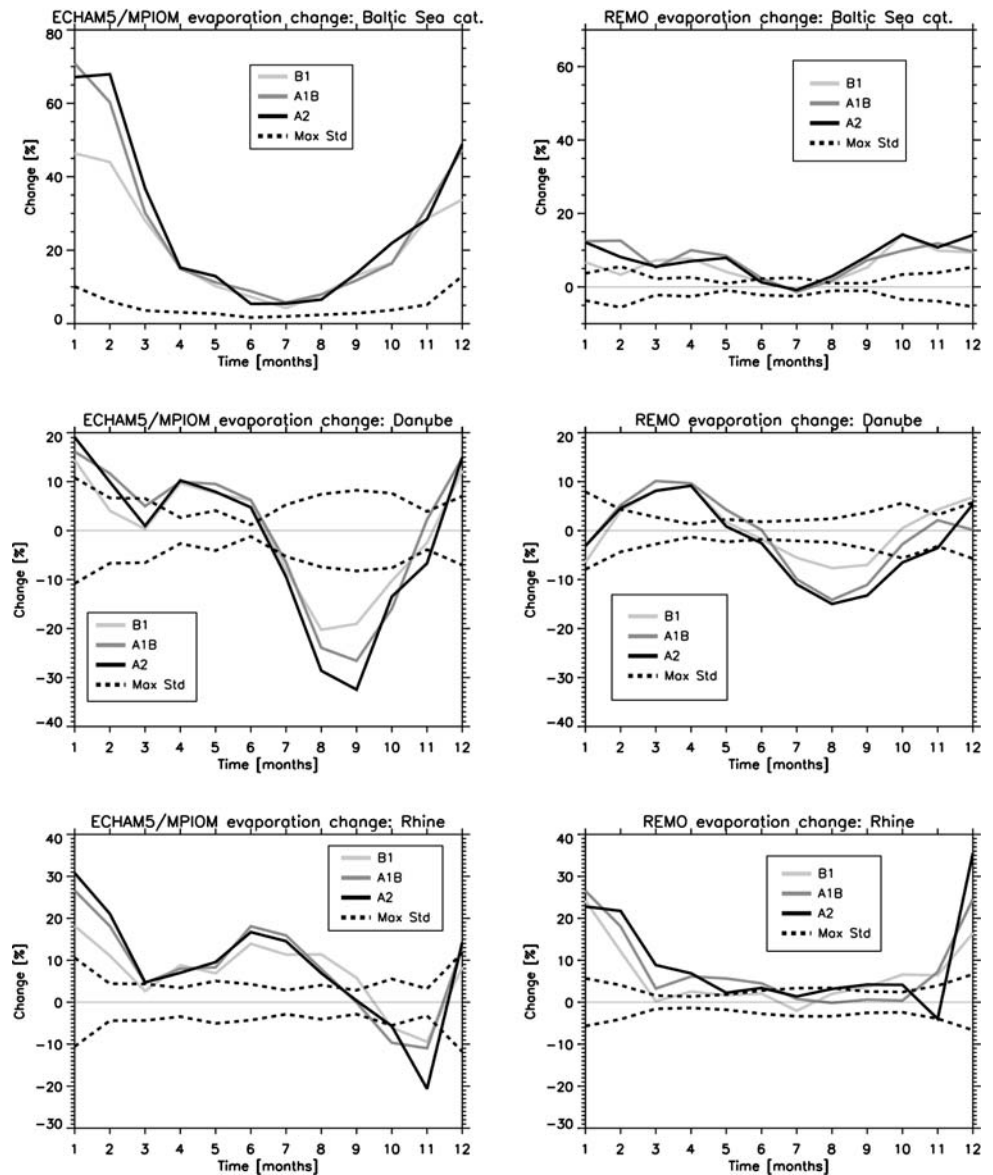 ECHAM5/MPIOM evaporation change: Baltic Sea cat.
80
60
40
20
0
Change [%]
B1
A1B
A2
Max Std
1 2 3 4 5 6 7 8 9 10 11 12
Time [months]
REMO evaporation change: Baltic Sea cat.
60
40
20
0
Change [%]
B1
A1B
A2
Max Std
1 2 3 4 5 6 7 8 9 10 11 12
Time [months]
ECHAM5/MPIOM evaporation change: Danube
20
10
0
-10
-20
-30
-40
Change [%]
B1
A1B
A2
Max Std
1 2 3 4 5 6 7 8 9 10 11 12
Time [months]
REMO evaporation change: Danube
20
10
0
-10
-20
-30
-40
Change [%]
B1
A1B
A2
Max Std
1 2 3 4 5 6 7 8 9 10 11 12
Time [months]
ECHAM5/MPIOM evaporation change: Rhine
40
30
20
10
0
-10
-20
-30
Change [%]
B1
A1B
A2
Max Std
1 2 3 4 5 6 7 8 9 10 11 12
Time [months]
REMO evaporation change: Rhine
40
30
20
10
0
-10
-20
-30
Change [%]
B1
A1B
A2
Max Std
1 2 3 4 5 6 7 8 9 10 11 12
Time [months]